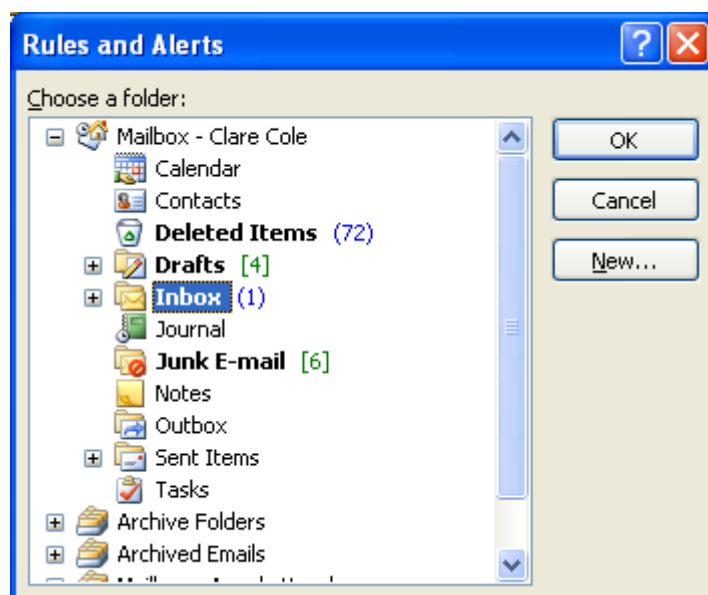 Rules and Alerts
Choose a folder:
Mailbox - Clare Cole
Calendar
Contacts
Deleted Items (72)
Drafts [4]
Inbox (1)
Journal
Junk E-mail [6]
Notes
Outbox
Sent Items
Tasks
Archive Folders
Archived Emails
OK
Cancel
New...